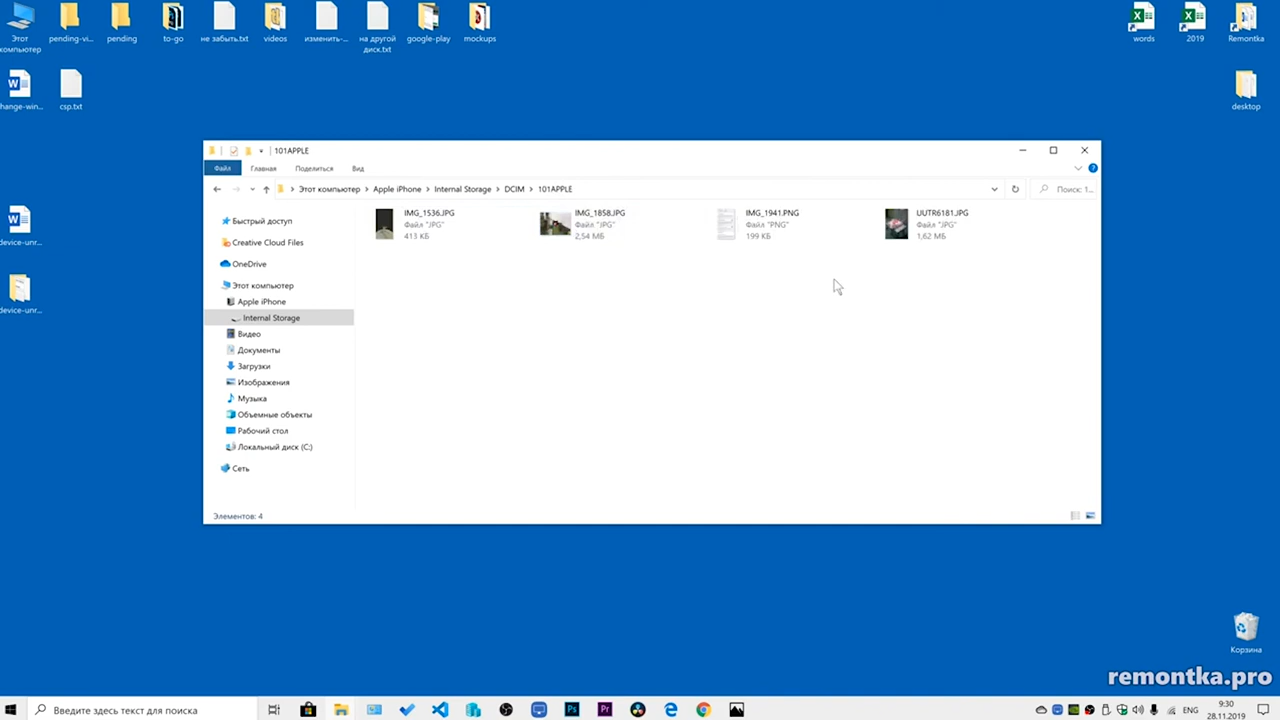 Этот компьютер
pending-vi...
pending
to-go
не забыть.txt
videos
изменить-...
на другой диск.txt
google-play
mockups
words
2019
Remontka
hange-win...
csp.txt
desktop
device-unr...
device-unr...
101APPLE
Файл
Главная
Поделиться
Вид
Этот компьютер > Apple iPhone > Internal Storage > DCIM > 101APPLE
Поиск: 1...
Быстрый доступ
Creative Cloud Files
OneDrive
Этот компьютер
Apple iPhone
Internal Storage
Видео
Документы
Загрузки
Изображения
Музыка
Объемные объекты
Рабочий стол
Локальный диск (C:)
Сеть
IMG_1536.JPG
Файл "JPG"
413 КБ
IMG_1858.JPG
Файл "JPG"
2,54 МБ
IMG_1941.PNG
Файл "PNG"
199 КБ
UUTR6181.JPG
Файл "JPG"
1,62 МБ
Элементов: 4
Корзина
remontka.pro
Введите здесь текст для поиска
ENG
9:30
28.11.2019